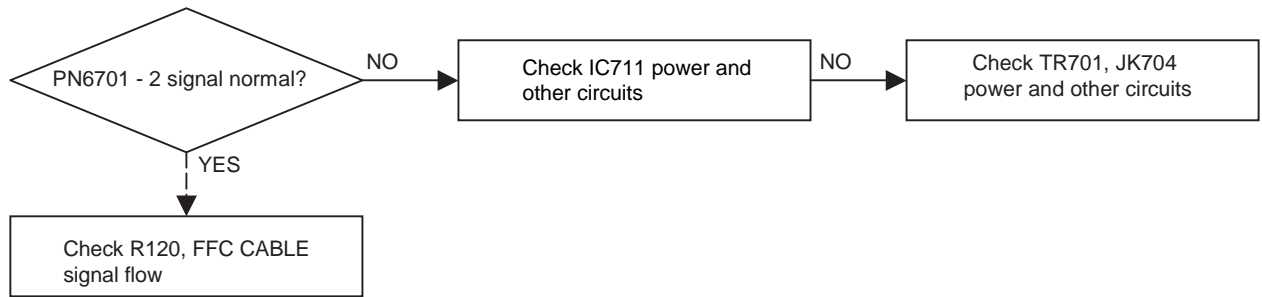 PN6701 - 2 signal normal?
NO
Check IC711 power and
other circuits
NO
Check TR701, JK704
power and other circuits
YES
Check R120, FFC CABLE
signal flow